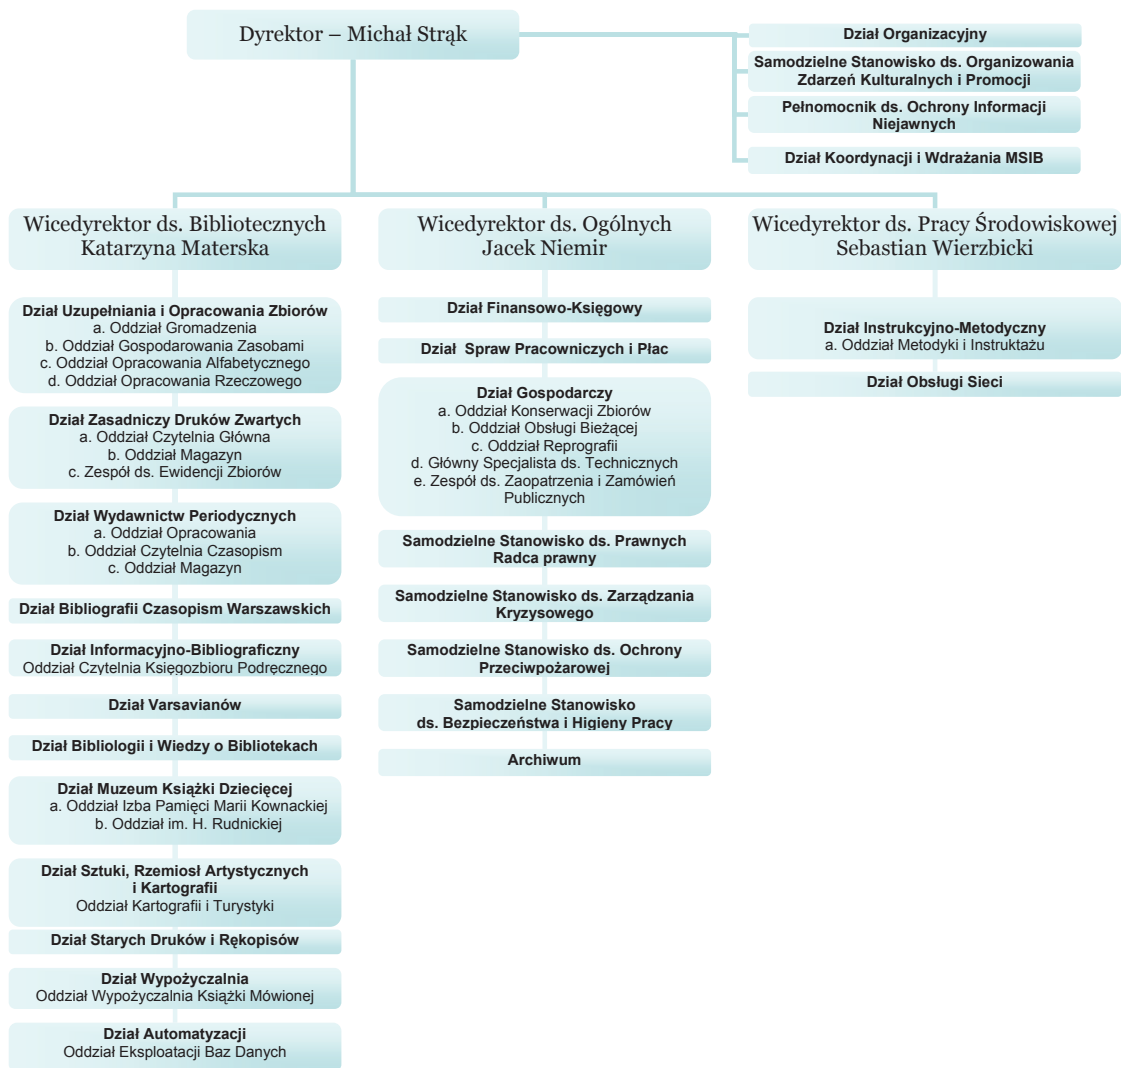 Dyrektor – Michał Strąk
Dział Organizacyjny
Samodzielne Stanowisko ds. Organizowania
Zdarzeń Kulturalnych i Promocji
Pełnomocnik ds. Ochrony Informacji
Niejawnych
Dział Koordynacji i Wdrażania MSIB
Wicedyrektor ds. Bibliotecznych
Katarzyna Materska
Dział Uzupełniania i Opracowania Zbiorów
a. Oddział Gromadzenia
b. Oddział Gospodarowania Zasobami
c. Oddział Opracowania Alfabetycznego
d. Oddział Opracowania Rzeczowego
Dział Zasadniczy Druków Zwartych
a. Oddział Czytelnia Główna
b. Oddział Magazyn
c. Zespół ds. Ewidencji Zbiorów
Dział Wydawnictw Periodycznych
a. Oddział Opracowania
b. Oddział Czytelnia Czasopism
c. Oddział Magazyn
Dział Bibliografii Czasopism Warszawskich
Dział Informacyjno-Bibliograficzny
Oddział Czytelnia Księgozbioru Podręcznego
Dział Varsavianów
Dział Bibliologii i Wiedzy o Bibliotekach
Dział Muzeum Książki Dziecięcej
a. Oddział Izba Pamięci Marii Kownackiej
b. Oddział im. H. Rudnickiej
Dział Sztuki, Rzemiosł Artystycznych
i Kartografii
Oddział Kartografii i Turystyki
Dział Starych Druków i Rękopisów
Dział Wypożyczalnia
Oddział Wypożyczalnia Książki Mówionej
Dział Automatyzacji
Oddział Eksploatacji Baz Danych
Wicedyrektor ds. Ogólnych
Jacek Niemir
Dział Finansowo-Księgowy
Dział Spraw Pracowniczych i Płac
Dział Gospodarczy
a. Oddział Konserwacji Zbiorów
b. Oddział Obsługi Bieżącej
c. Oddział Reprografii
d. Główny Specjalista ds. Technicznych
e. Zespół ds. Zaopatrzenia i Zamówień
Publicznych
Samodzielne Stanowisko ds. Prawnych
Radca prawny
Samodzielne Stanowisko ds. Zarządzania
Kryzysowego
Samodzielne Stanowisko ds. Ochrony
Przeciwpożarowej
Samodzielne Stanowisko
ds. Bezpieczeństwa i Higieny Pracy
Archiwum
Wicedyrektor ds. Pracy Środowiskowej
Sebastian Wierzbicki
Dział Instrukcyjno-Metodyczny
a. Oddział Metodyki i Instruktażu
Dział Obsługi Sieci